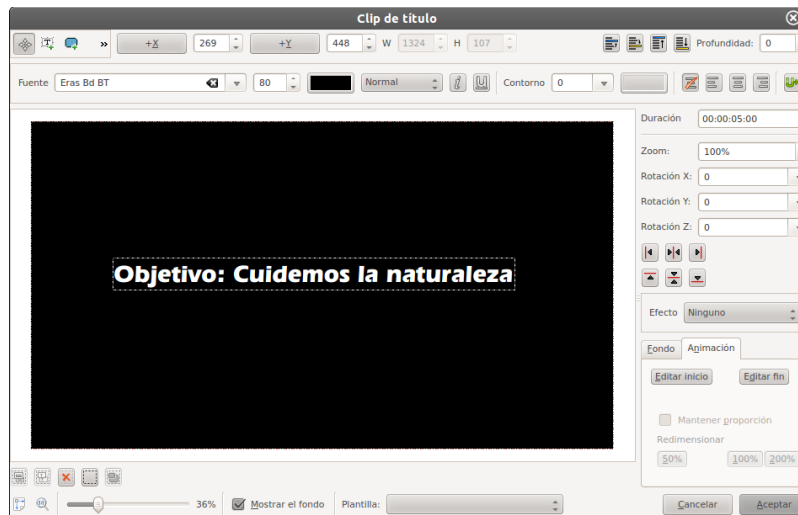 Clip de título
» +X 269 +Y 448 W 1324 H 107 Profundidad: 0
Fuente Eras Bd BT 80 Normal i U Contorno 0
Duración 00:00:05:00
Zoom: 100%
Rotación X: 0
Rotación Y: 0
Rotación Z: 0
Objetivo: Cuidemos la naturaleza
Efecto Ninguno
Fondo Animación
Editar inicio Editar fin
Mantener proporción
Redimensionar
50% 100% 200%
36% Mostrar el fondo Plantilla: Cancelar Aceptar